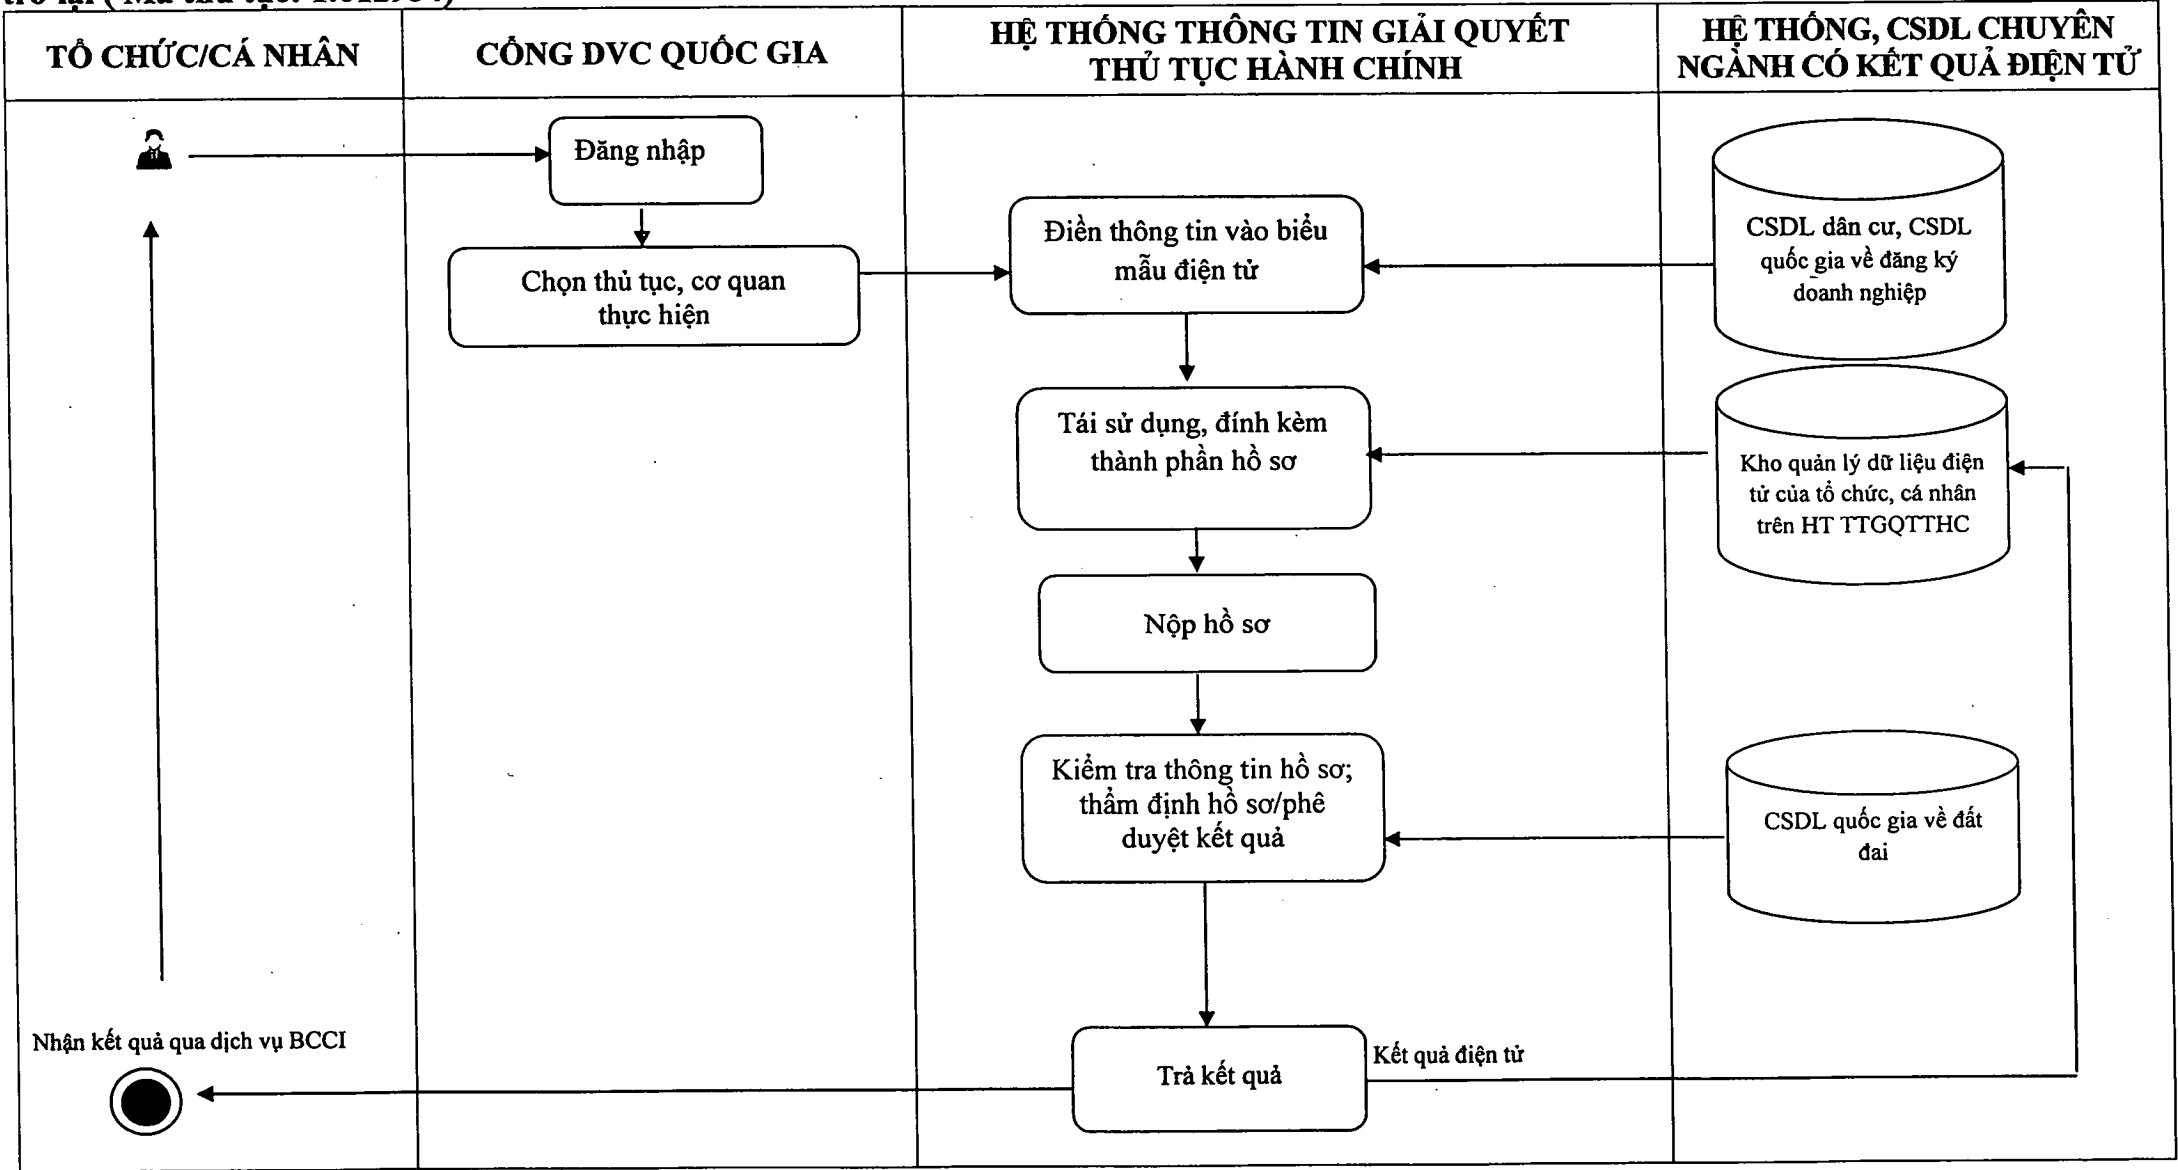 TỔ CHỨC/CÁ NHÂN
CỔNG DVC QUỐC GIA
HỆ THỐNG THÔNG TIN GIẢI QUYẾT
THỦ TỤC HÀNH CHÍNH
HỆ THỐNG, CSDL CHUYÊN
NGÀNH CÓ KẾT QUẢ ĐIỆN TỬ
Đăng nhập
Chọn thủ tục, cơ quan
thực hiện
Điền thông tin vào biểu
mẫu điện tử
CSDL dân cư, CSDL
quốc gia về đăng ký
doanh nghiệp
Tái sử dụng, đính kèm
thành phần hồ sơ
Kho quản lý dữ liệu điện
tử của tổ chức, cá nhân
trên HT TTGQTTHC
Nộp hồ sơ
Kiểm tra thông tin hồ sơ;
thẩm định hồ sơ/phê
duyệt kết quả
CSDL quốc gia về đất
đai
Nhận kết quả qua dịch vụ BCCI
Trả kết quả
Kết quả điện tử